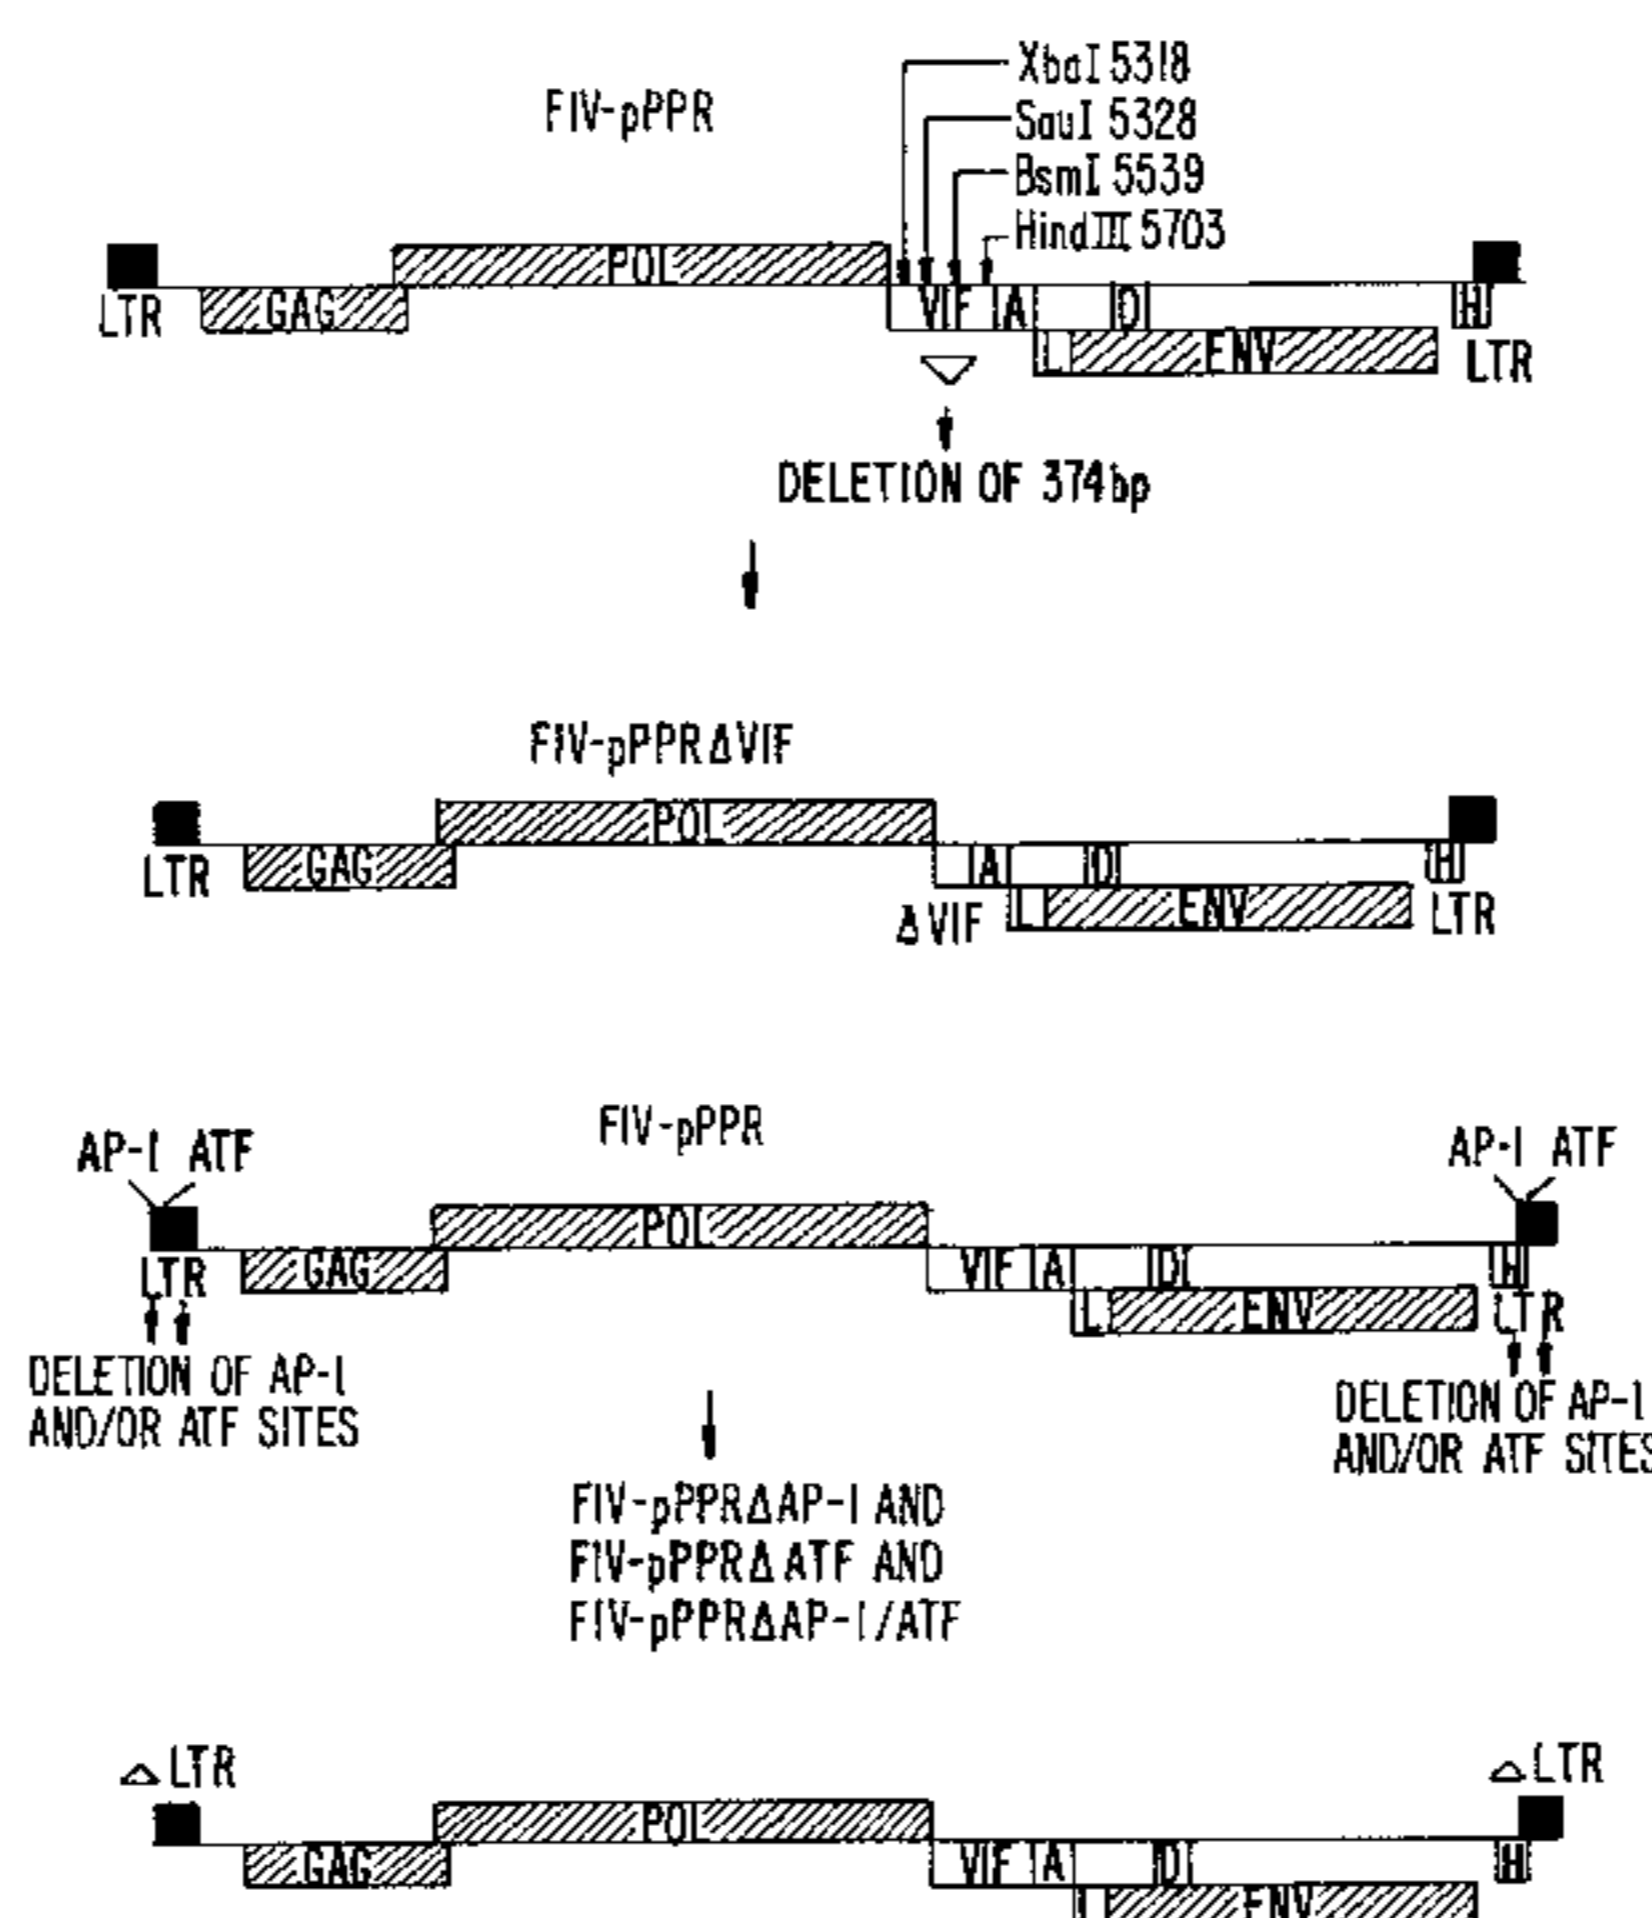 FIV-pPPR
XbaI 5318
SauI 5328
BsmI 5539
HindIII 5703
POL
LTR
GAG
VIF
A
D
H
L
ENV
LTR
DELETION OF 374bp
FIV-pPPRΔVIF
POL
LTR
GAG
A
D
H
ΔVIF
L
ENV
LTR
FIV-pPPR
AP-1 ATF
AP-1 ATF
POL
LTR
GAG
VIF
A
D
H
L
ENV
LTR
DELETION OF AP-1
AND/OR ATF SITES
DELETION OF AP-1
AND/OR ATF SITES
FIV-pPPRΔAP-1 AND
FIV-pPPRΔATF AND
FIV-pPPRΔAP-1/ATF
ΔLTR
ΔLTR
POL
GAG
VIF
A
D
H
L
ENV